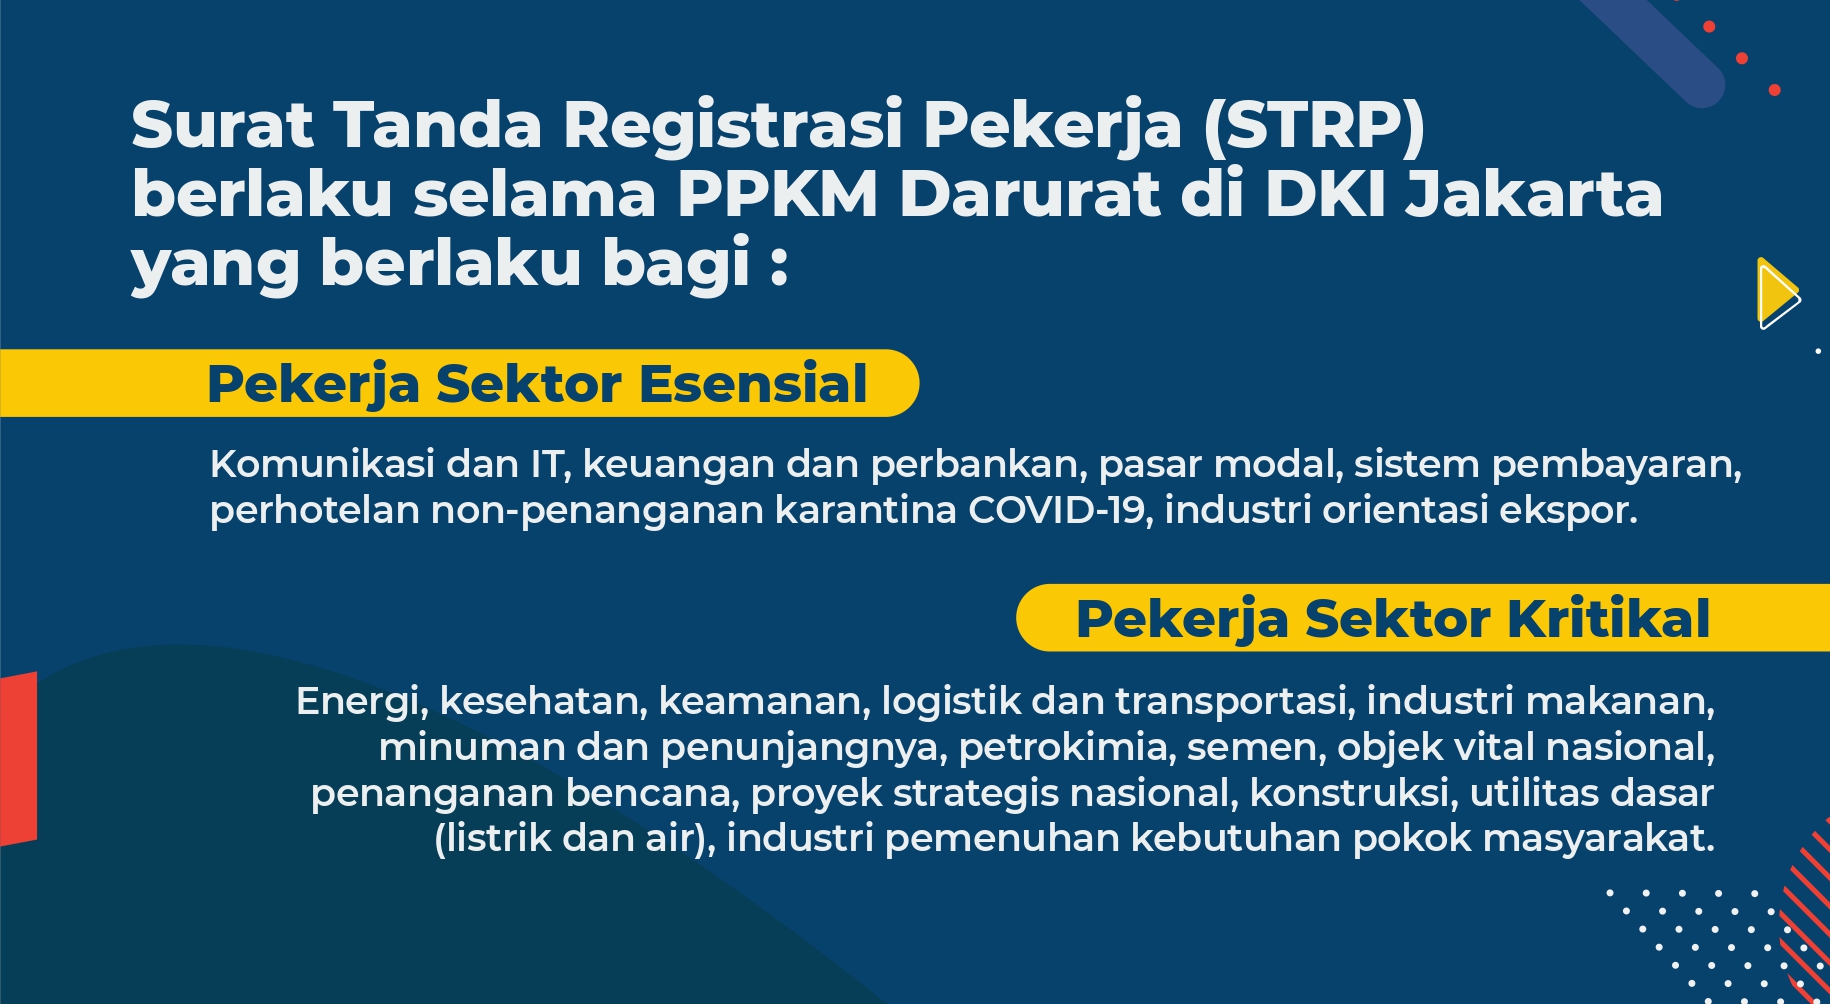 Surat Tanda Registrasi Pekerja (STRP)
berlaku selama PPKM Darurat di DKI Jakarta
yang berlaku bagi :
Pekerja Sektor Esensial
Komunikasi dan IT, keuangan dan perbankan, pasar modal, sistem pembayaran,
perhotelan non-penanganan karantina COVID-19, industri orientasi ekspor.
Pekerja Sektor Kritikal
Energi, kesehatan, keamanan, logistik dan transportasi, industri makanan,
minuman dan penunjangnya, petrokimia, semen, objek vital nasional,
penanganan bencana, proyek strategis nasional, konstruksi, utilitas dasar
(listrik dan air), industri pemenuhan kebutuhan pokok masyarakat.